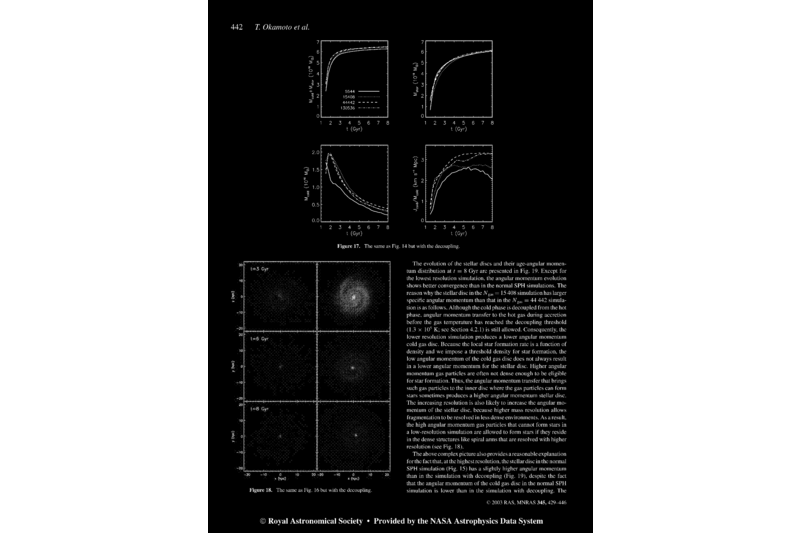 442 T. Okamoto et al.
5644
15408
44442
130536
t (Gyr)
t (Gyr)
t (Gyr)
t (Gyr)
Figure 17. The same as Fig. 14 but with the decoupling.
t=3 Gyr
t=5 Gyr
t=8 Gyr
x (kpc)
x (kpc)
Figure 18. The same as Fig. 16 but with the decoupling.
The evolution of the stellar discs and their age-angular momen-
tum distribution at t = 8 Gyr are presented in Fig. 19. Except for
the lowest resolution simulation, the angular momentum evolution
shows better convergence than in the normal SPH simulations. The
reason why the stellar disc in the N = 15 408 simulation has larger
specific angular momentum than that in the N = 44 442 simula-
tion is as follows. Although the cold phase is decoupled from the hot
phase, angular momentum transfer to the hot gas during accretion
before the gas temperature has reached the decoupling threshold
(1.3 × 10⁵ K; see Section 4.2.1) is still allowed. Consequently, the
lower resolution simulation produces a lower angular momentum
cold gas disc. Because the local star formation rate is a function of
density and we impose a threshold density for star formation, the
low angular momentum of the cold gas disc does not always result
in a lower angular momentum for the stellar disc. Higher angular
momentum gas particles are often not dense enough to be eligible
for star formation. Thus, the angular momentum transfer that brings
such gas particles to the inner disc where the gas particles can form
stars sometimes produces a higher angular momentum stellar disc.
The increasing resolution is also likely to increase the angular mo-
mentum of the stellar disc, because higher mass resolution allows
fragmentation to be resolved in less dense environments. As a result,
the high angular momentum gas particles that cannot form stars in
a low-resolution simulation are allowed to form stars if they reside
in the dense structures like spiral arms that are resolved with higher
resolution (see Fig. 18).
The above complex picture also provides a reasonable explanation
for the fact that, at the highest resolution, the stellar disc in the normal
SPH simulation (Fig. 15) has a slightly higher angular momentum
than in the simulation with decoupling (Fig. 19), despite the fact
that the angular momentum of the cold gas disc in the normal SPH
simulation is lower than in the simulation with decoupling. The
© 2003 RAS, MNRAS 345, 429–446
© Royal Astronomical Society • Provided by the NASA Astrophysics Data System